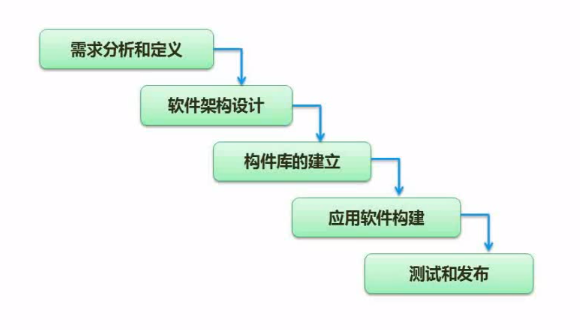 需求分析和定义
软件架构设计
构件库的建立
应用软件构建
测试和发布